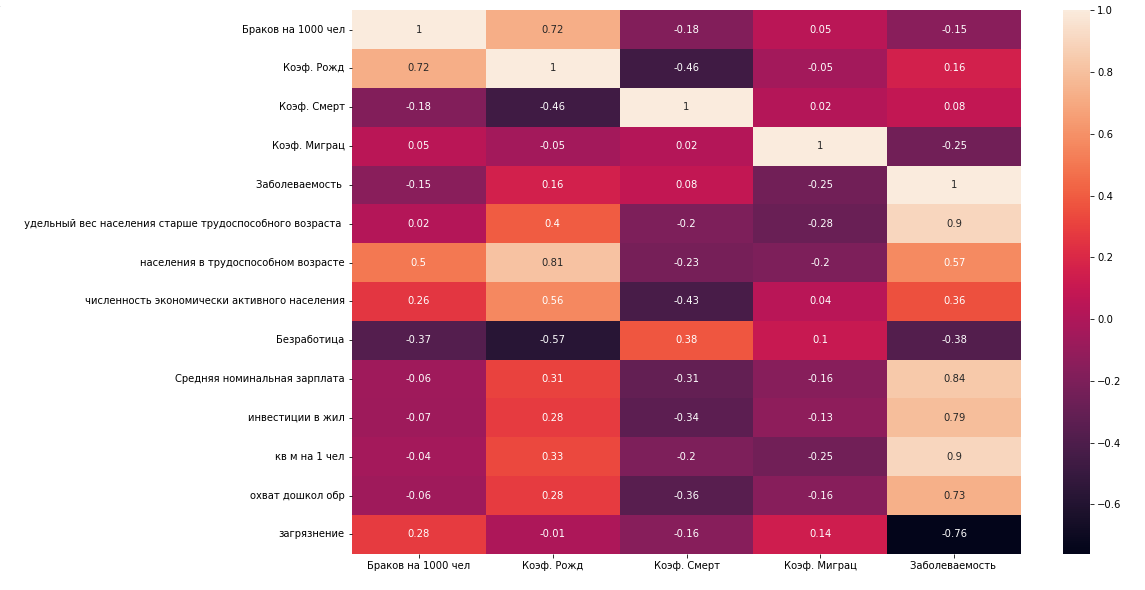 Браков на 1000 чел 1 0.72 -0.18 0.05 -0.15
Коэф. Рожд 0.72 1 -0.46 -0.05 0.16
Коэф. Смерт -0.18 -0.46 1 0.02 0.08
Коэф. Миграц 0.05 -0.05 0.02 1 -0.25
Заболеваемость -0.15 0.16 0.08 -0.25 1
удельный вес населения старше трудоспособного возраста 0.02 0.4 -0.2 -0.28 0.9
населения в трудоспособном возрасте 0.5 0.81 -0.23 -0.2 0.57
численность экономически активного населения 0.26 0.56 -0.43 0.04 0.36
Безработица -0.37 -0.57 0.38 0.1 -0.38
Средняя номинальная зарплата -0.06 0.31 -0.31 -0.16 0.84
инвестиции в жил -0.07 0.28 -0.34 -0.13 0.79
кв м на 1 чел -0.04 0.33 -0.2 -0.25 0.9
охват дошкол обр -0.06 0.28 -0.36 -0.16 0.73
загрязнение 0.28 -0.01 -0.16 0.14 -0.76
Браков на 1000 чел Коэф. Рожд Коэф. Смерт Коэф. Миграц Заболеваемость
1.0
0.8
0.6
0.4
0.2
0.0
−0.2
−0.4
−0.6